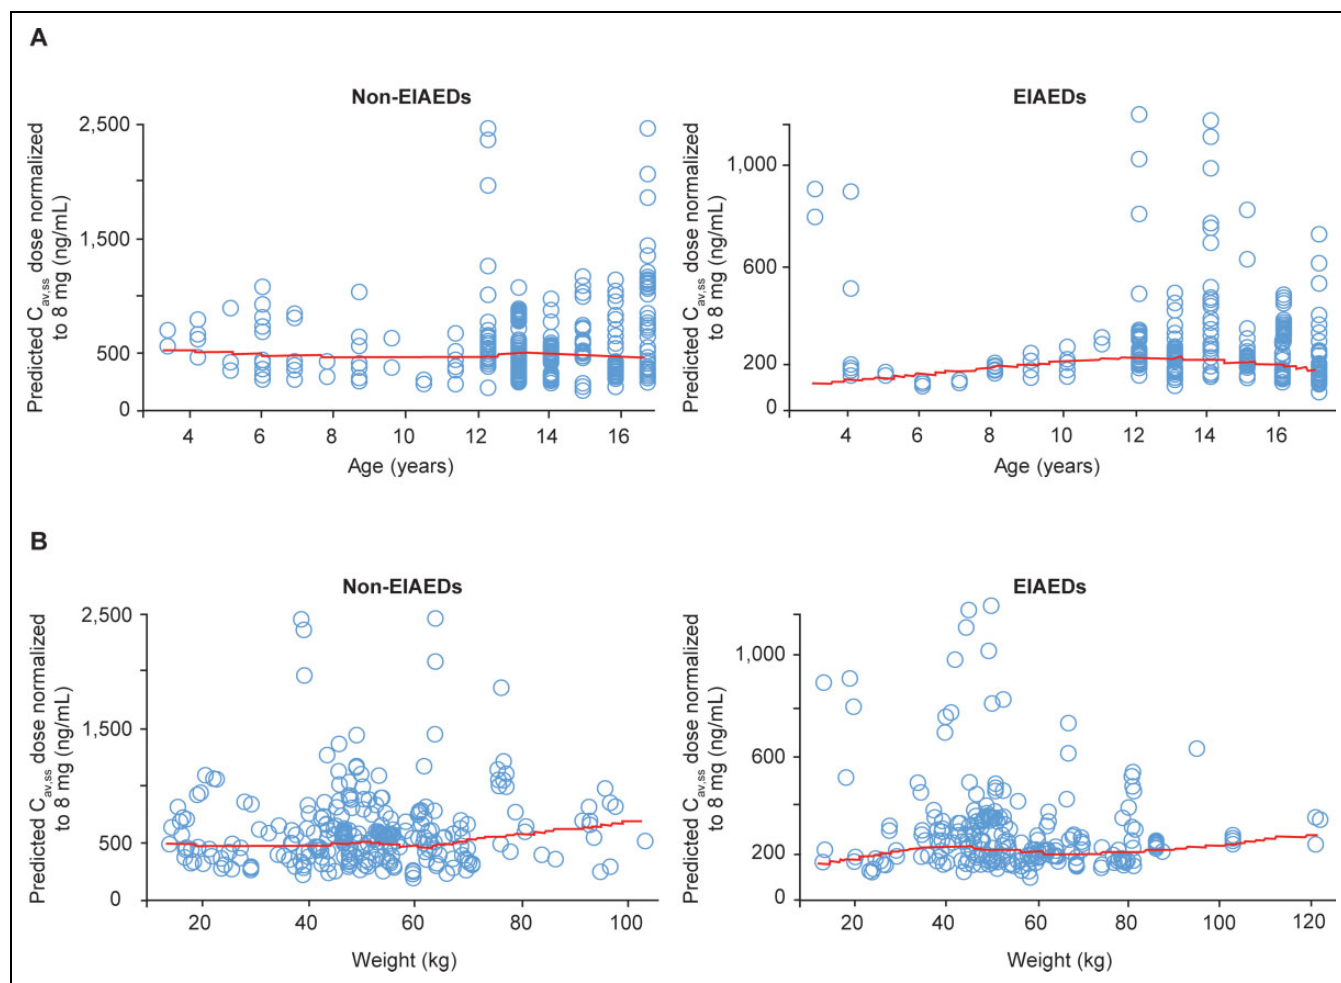 A
Non-EIAEDs
EIAEDs
Predicted Cav,ss dose normalized
to 8 mg (ng/mL)
2,500
1,500
500
0
4 6 8 10 12 14 16
Age (years)
Predicted Cav,ss dose normalized
to 8 mg (ng/mL)
1,000
600
200
0
4 6 8 10 12 14 16
Age (years)
B
Non-EIAEDs
EIAEDs
Predicted Cav,ss dose normalized
to 8 mg (ng/mL)
2,500
1,500
500
0
20 40 60 80 100
Weight (kg)
Predicted Cav,ss dose normalized
to 8 mg (ng/mL)
1,000
600
200
0
20 40 60 80 100 120
Weight (kg)